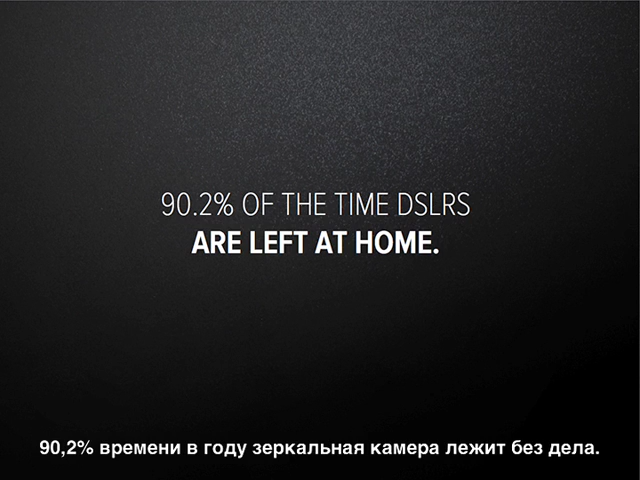 90.2% OF THE TIME DSLRS
ARE LEFT AT HOME.
90,2% времени в году зеркальная камера лежит без дела.